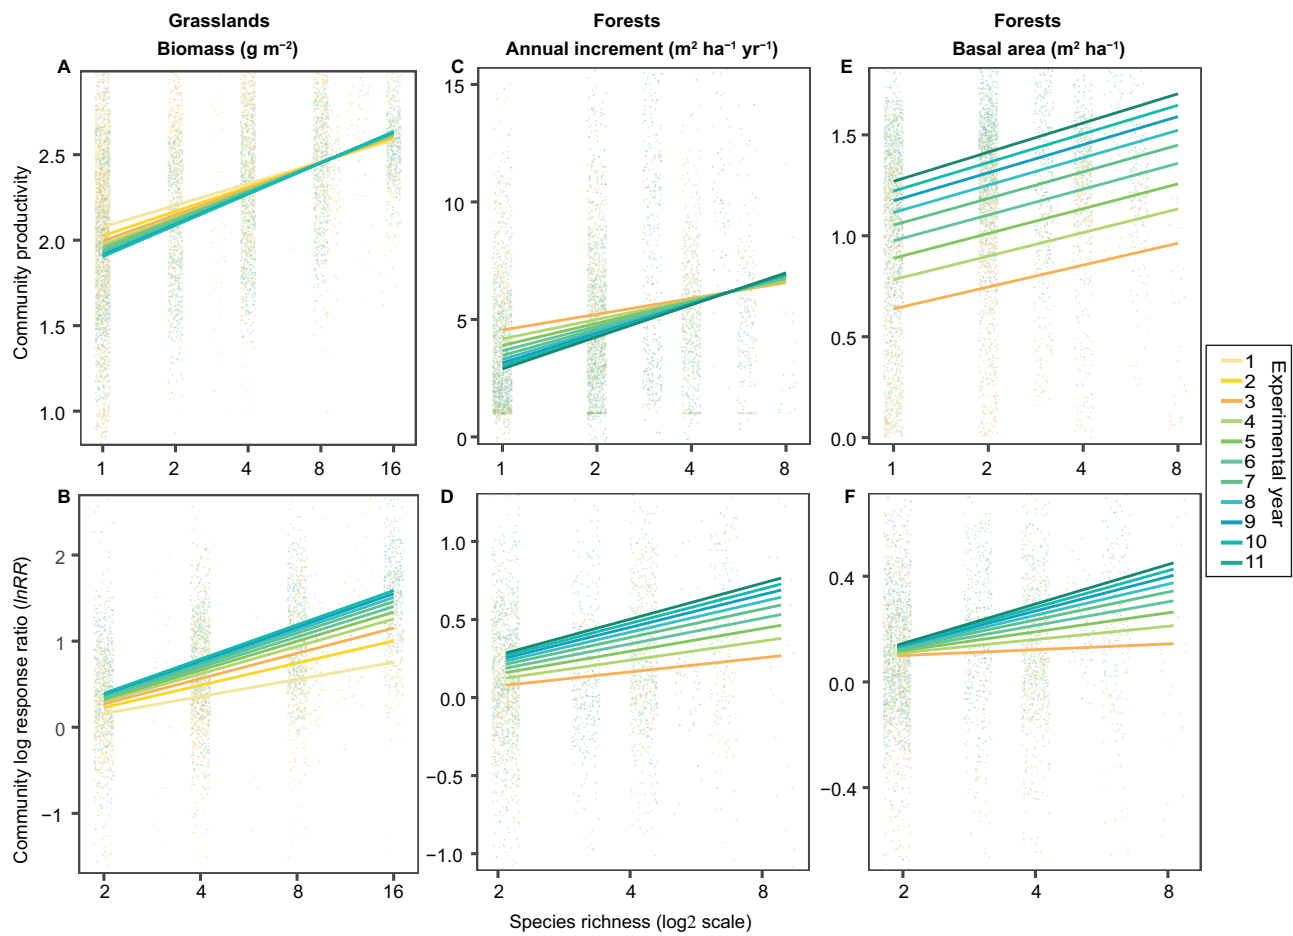 Grasslands
Biomass (g m⁻²)
Forests
Annual increment (m² ha⁻¹ yr⁻¹)
Forests
Basal area (m² ha⁻¹)
A
2.5
2.0
1.5
1.0
1 2 4 8 16
C
15
10
5
0
1 2 4 8
E
1.5
1.0
0.5
0.0
1 2 4 8
Community productivity
B
2
1
0
−1
2 4 8 16
D
1.0
0.5
0.0
−0.5
−1.0
2 4 8
F
0.4
0.0
−0.4
2 4 8
Community log response ratio (lnRR)
Species richness (log2 scale)
Experimental year
1
2
3
4
5
6
7
8
9
10
11